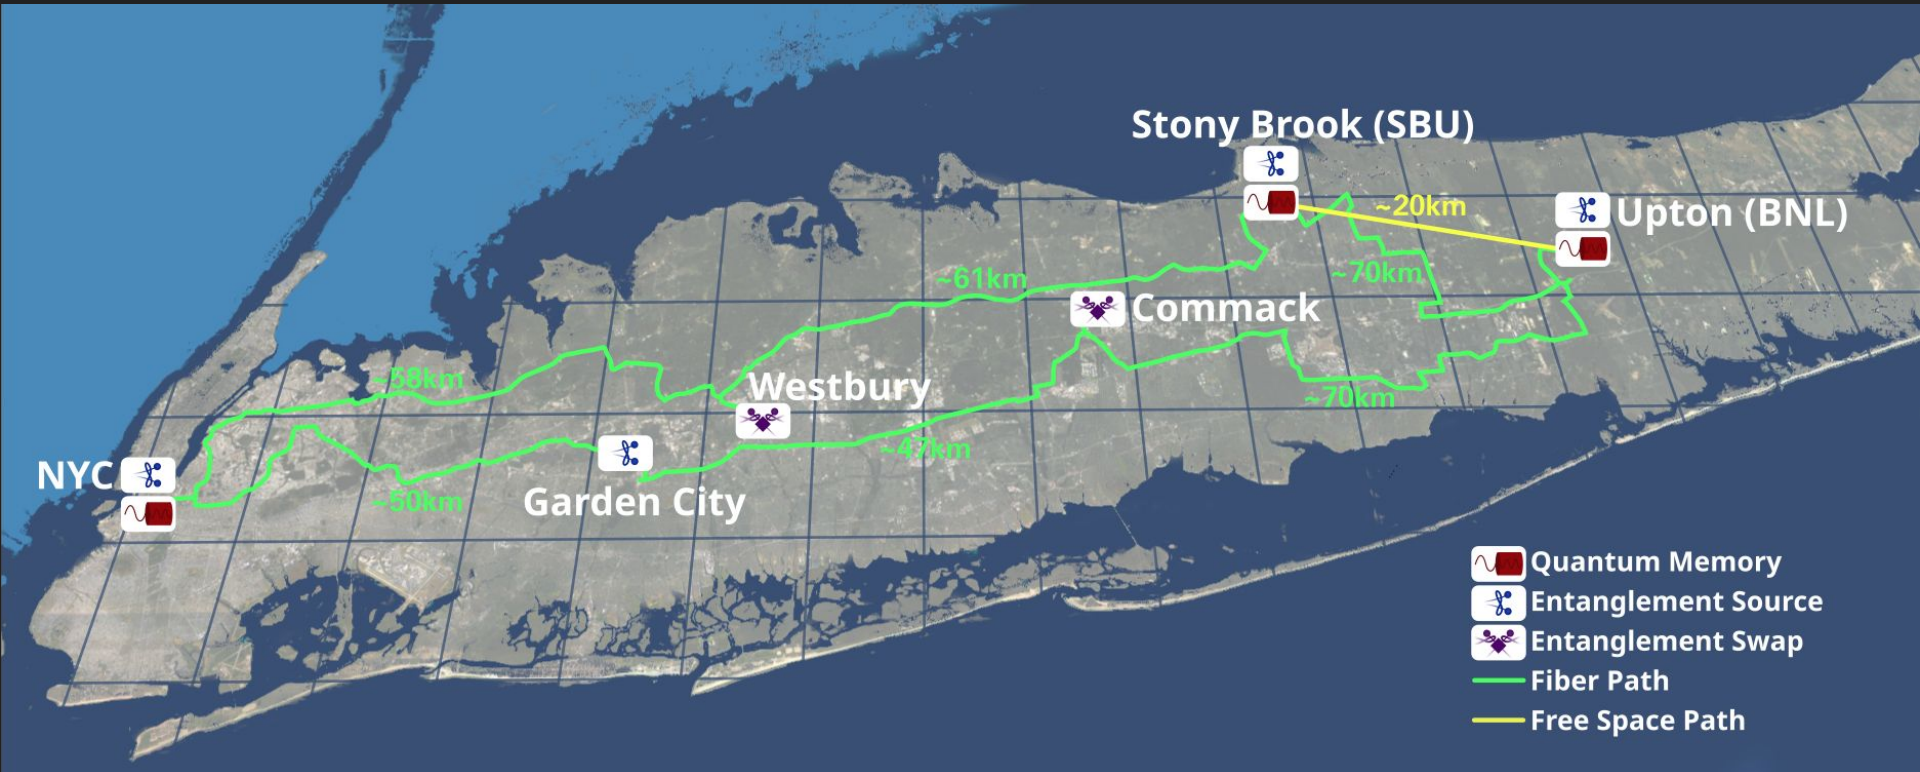 Stony Brook (SBU)
~20km
Upton (BNL)
~61km
~70km
Commack
~58km
Westbury
~70km
~47km
NYC
~50km
Garden City
Quantum Memory
Entanglement Source
Entanglement Swap
Fiber Path
Free Space Path